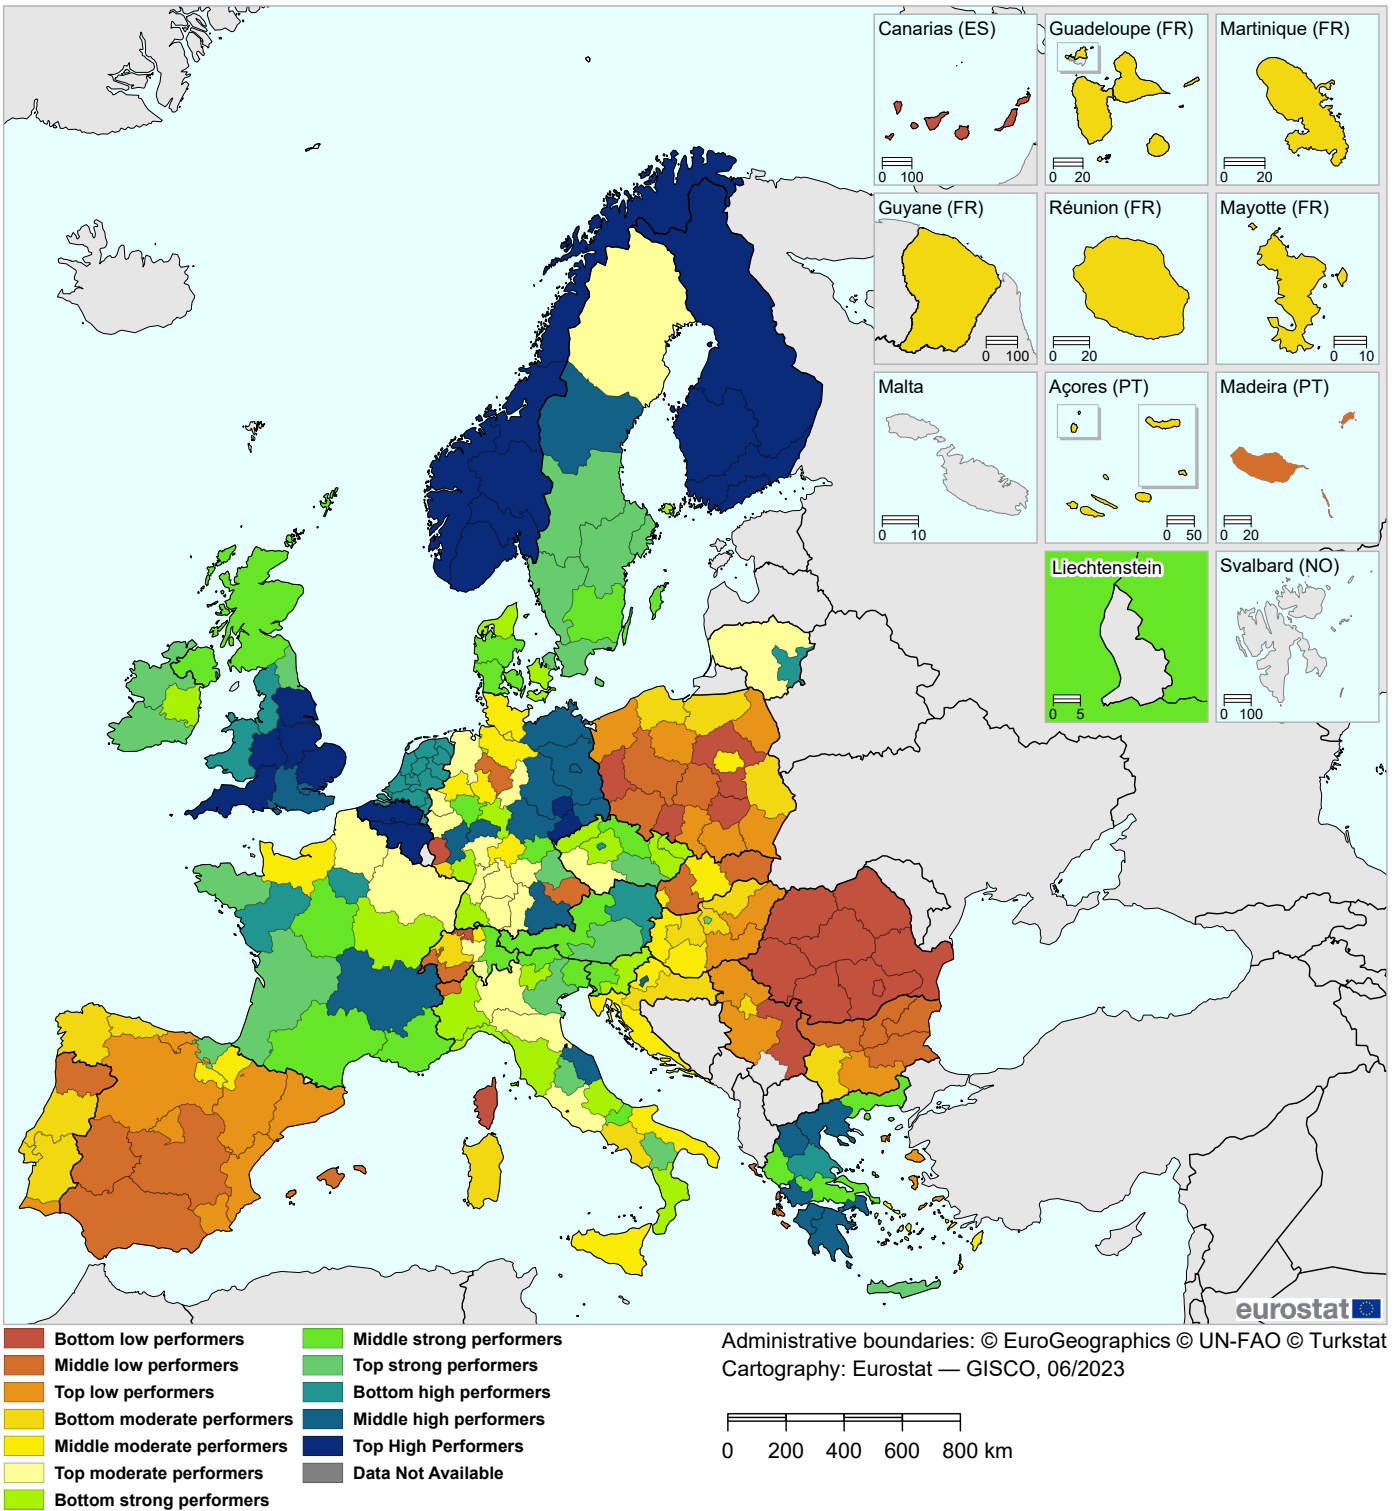 Canarias (ES)
0 100
Guadeloupe (FR)
0 20
Martinique (FR)
0 20
Guyane (FR)
0 100
Réunion (FR)
0 20
Mayotte (FR)
0 10
Malta
0 10
Açores (PT)
0 50
Madeira (PT)
0 20
Liechtenstein
0 5
Svalbard (NO)
0 100
eurostat
Bottom low performers
Middle low performers
Top low performers
Bottom moderate performers
Middle moderate performers
Top moderate performers
Bottom strong performers
Middle strong performers
Top strong performers
Bottom high performers
Middle high performers
Top High Performers
Data Not Available
Administrative boundaries: © EuroGeographics © UN-FAO © Turkstat
Cartography: Eurostat — GISCO, 06/2023
0 200 400 600 800 km